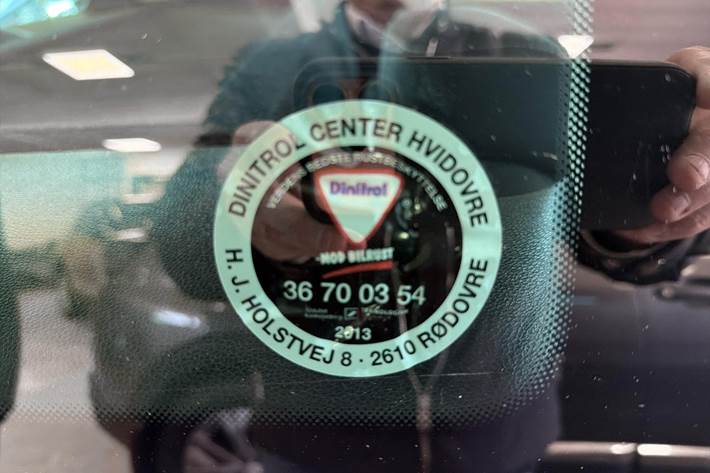 DINITROL CENTER HVIDOVRE
VERDENS BEDSTE RUSTBESKYTTELSE
Dinitrol
-MOD BILRUST
36 70 03 54
2013
H. J. HOLSTVEJ 8 · 2610 RØDOVRE